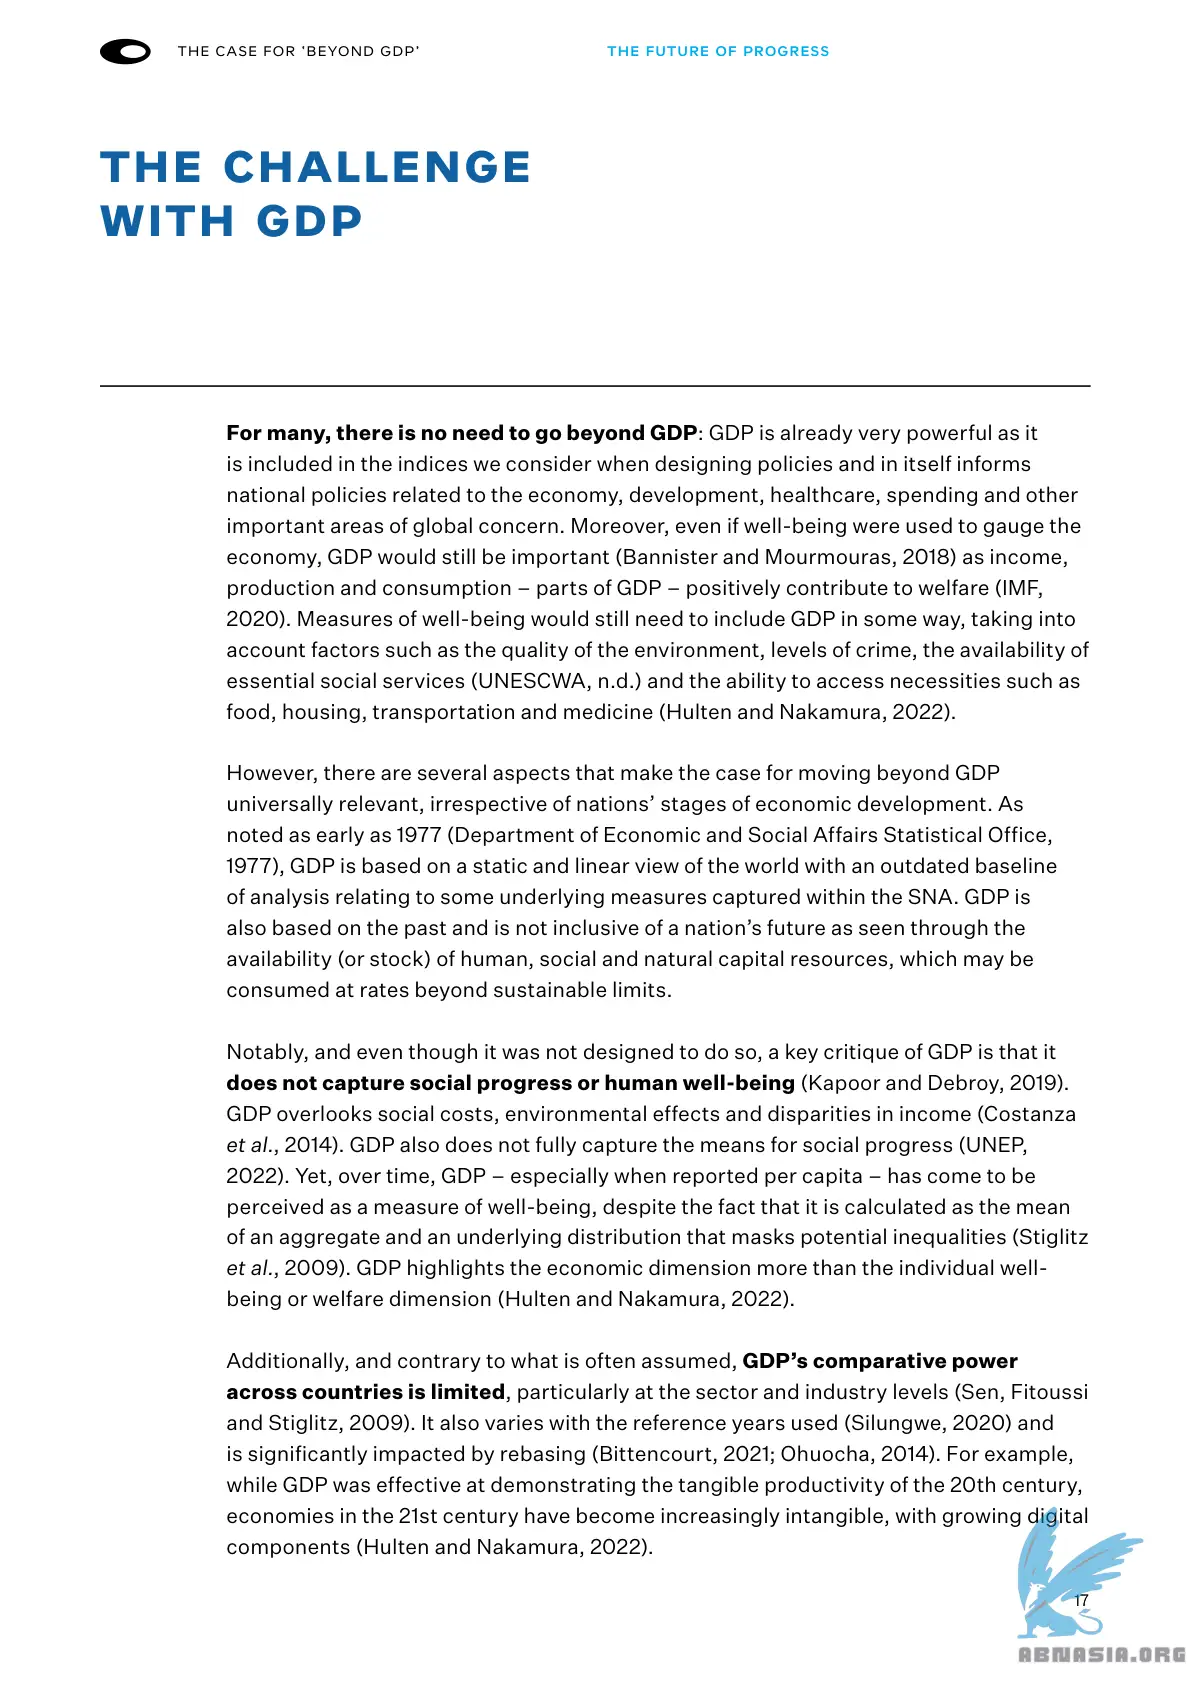 THE CASE FOR 'BEYOND GDP'
THE FUTURE OF PROGRESS
THE CHALLENGE
WITH GDP
For many, there is no need to go beyond GDP: GDP is already very powerful as it
is included in the indices we consider when designing policies and in itself informs
national policies related to the economy, development, healthcare, spending and other
important areas of global concern. Moreover, even if well-being were used to gauge the
economy, GDP would still be important (Bannister and Mourmouras, 2018) as income,
production and consumption – parts of GDP – positively contribute to welfare (IMF,
2020). Measures of well-being would still need to include GDP in some way, taking into
account factors such as the quality of the environment, levels of crime, the availability of
essential social services (UNESCWA, n.d.) and the ability to access necessities such as
food, housing, transportation and medicine (Hulten and Nakamura, 2022).
However, there are several aspects that make the case for moving beyond GDP
universally relevant, irrespective of nations’ stages of economic development. As
noted as early as 1977 (Department of Economic and Social Affairs Statistical Office,
1977), GDP is based on a static and linear view of the world with an outdated baseline
of analysis relating to some underlying measures captured within the SNA. GDP is
also based on the past and is not inclusive of a nation’s future as seen through the
availability (or stock) of human, social and natural capital resources, which may be
consumed at rates beyond sustainable limits.
Notably, and even though it was not designed to do so, a key critique of GDP is that it
does not capture social progress or human well-being (Kapoor and Debroy, 2019).
GDP overlooks social costs, environmental effects and disparities in income (Costanza
et al., 2014). GDP also does not fully capture the means for social progress (UNEP,
2022). Yet, over time, GDP – especially when reported per capita – has come to be
perceived as a measure of well-being, despite the fact that it is calculated as the mean
of an aggregate and an underlying distribution that masks potential inequalities (Stiglitz
et al., 2009). GDP highlights the economic dimension more than the individual well-
being or welfare dimension (Hulten and Nakamura, 2022).
Additionally, and contrary to what is often assumed, GDP’s comparative power
across countries is limited, particularly at the sector and industry levels (Sen, Fitoussi
and Stiglitz, 2009). It also varies with the reference years used (Silungwe, 2020) and
is significantly impacted by rebasing (Bittencourt, 2021; Ohuocha, 2014). For example,
while GDP was effective at demonstrating the tangible productivity of the 20th century,
economies in the 21st century have become increasingly intangible, with growing digital
components (Hulten and Nakamura, 2022).
17
ABNASIA.ORG